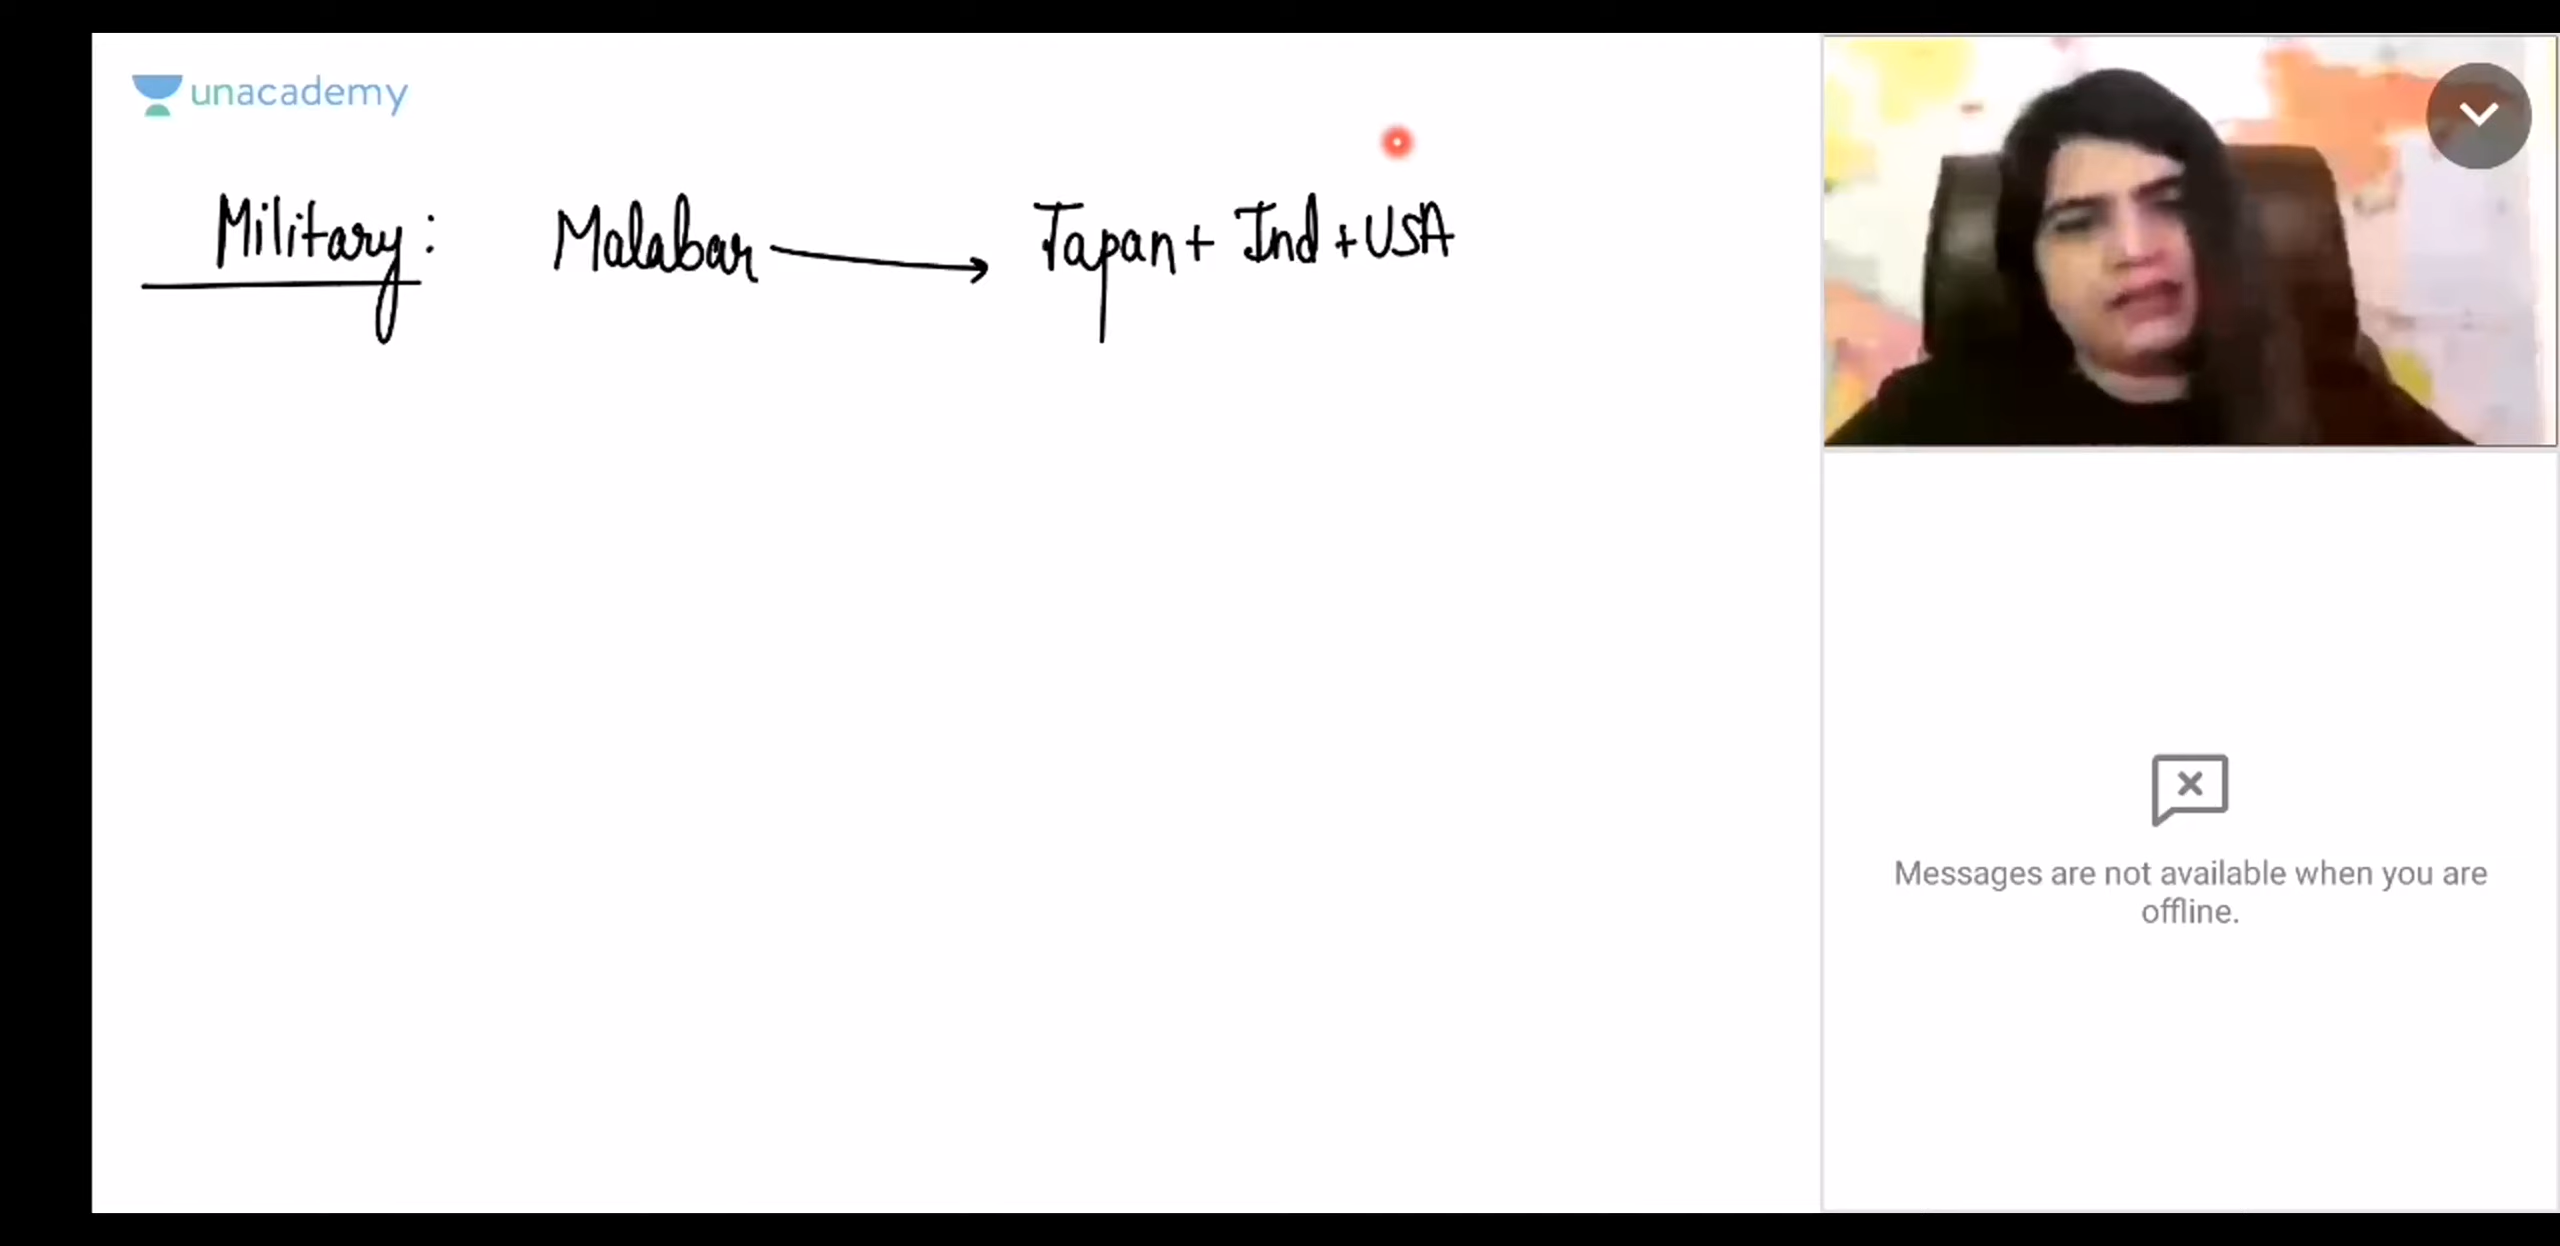 unacademy
Military: Malabar → Japan + Ind + USA
Messages are not available when you are
offline.